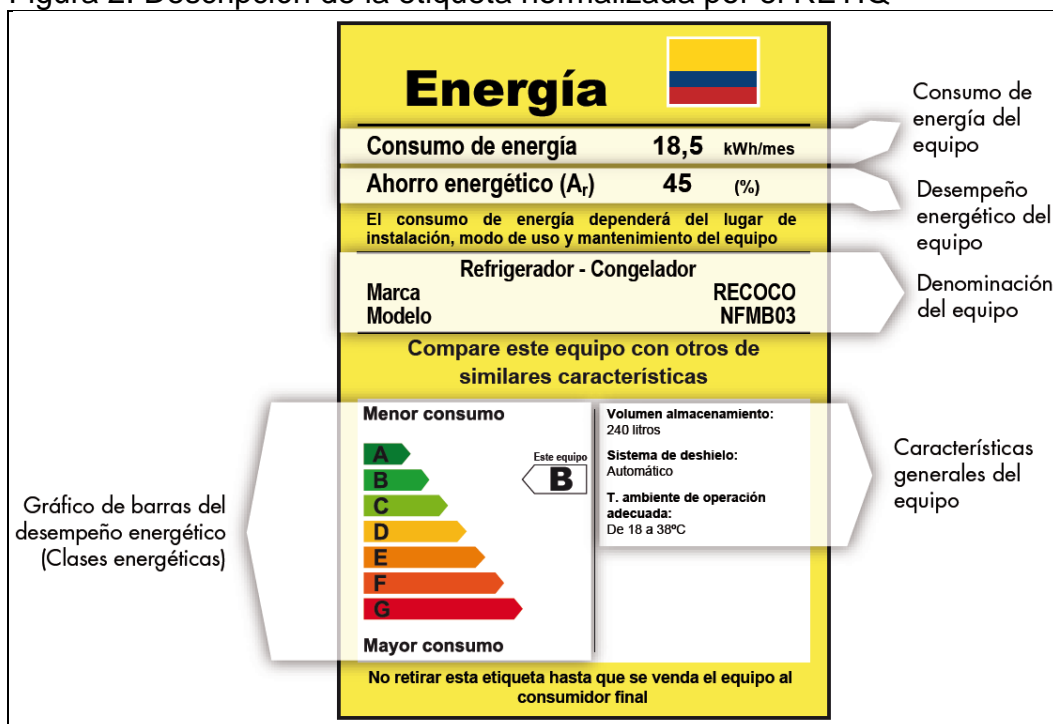 Figura 2. Descripción de la etiqueta normalizada por el RETIQ
Energía
Consumo de energía 18,5 kWh/mes
Ahorro energético (Ar) 45 (%)
El consumo de energía dependerá del lugar de
instalación, modo de uso y mantenimiento del equipo
Refrigerador - Congelador
Marca RECOCO
Modelo NFMB03
Compare este equipo con otros de
similares características
Menor consumo
A
B
C
D
E
F
G
Mayor consumo
Este equipo
B
Volumen almacenamiento:
240 litros
Sistema de deshielo:
Automático
T. ambiente de operación
adecuada:
De 18 a 38ºC
No retirar esta etiqueta hasta que se venda el equipo al
consumidor final
Consumo de
energía del
equipo
Desempeño
energético del
equipo
Denominación
del equipo
Características
generales del
equipo
Gráfico de barras del
desempeño energético
(Clases energéticas)